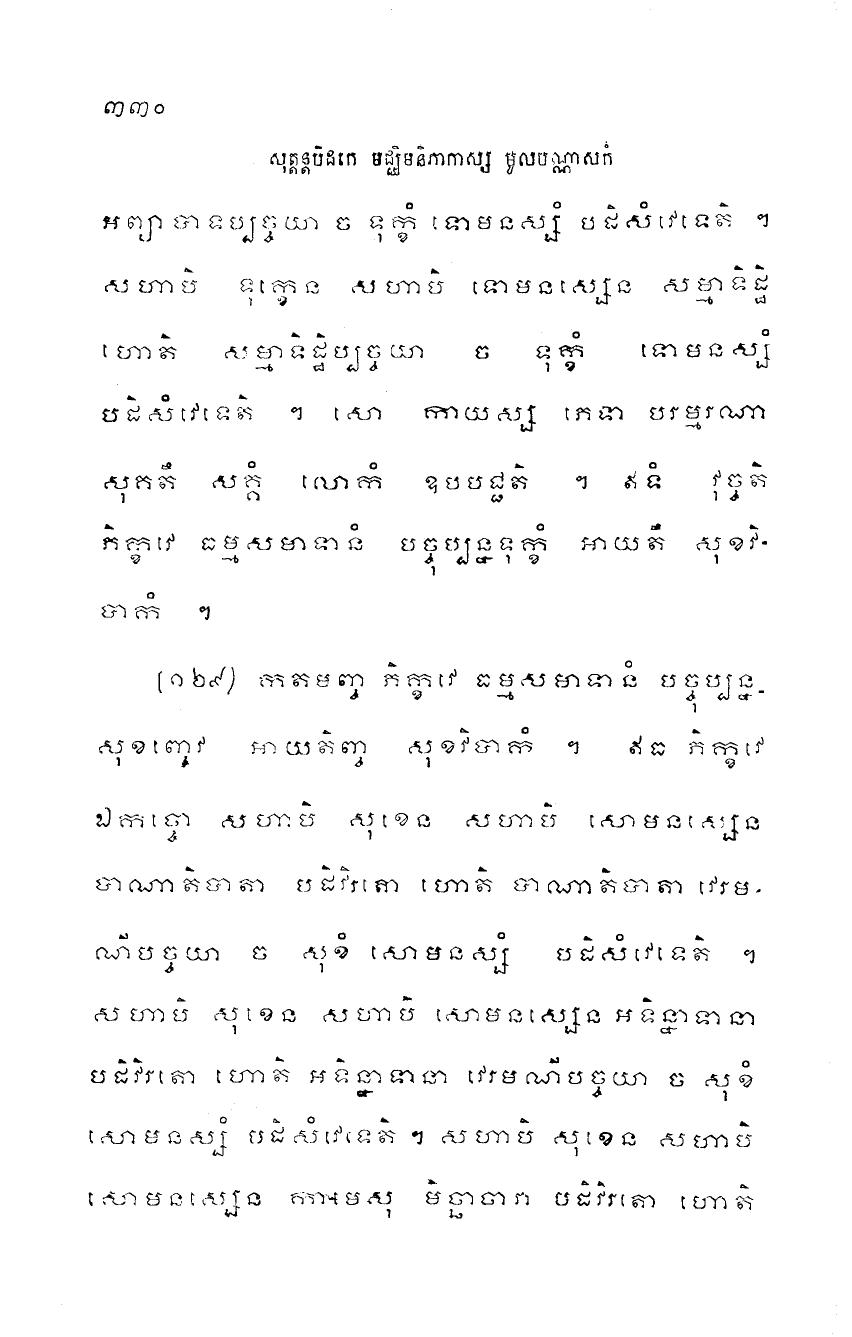 ៣៣០
សុត្តន្តបិដកេ មជ្ឈិមនិកាយស្ស មូលបណ្ណាសកំ
អព្យាបាទប្បច្ចយា ច ទុក្ខំ ទោមនស្សំ បដិសំវេទេតិ ។
សហាបិ ទុក្ខេន សហាបិ ទោមនស្សេន សម្មាទិដ្ឋិ
ហោតិ សម្មាទិដ្ឋិប្បច្ចយា ច ទុក្ខំ ទោមនស្សំ
បដិសំវេទេតិ ។ សោ កាយស្ស ភេទា បរម្មរណា
សុគតឹ សគ្គំ លោកំ ឧបបជ្ជតិ ។ ឥទំ វុច្ចតិ
ភិក្ខវេ ធម្មសមាទានំ បច្ចុប្បន្នទុក្ខំ អាយតឹ សុខវិ-
បាកំ ។
(១២៩) កតមញ្ច ភិក្ខវេ ធម្មសមាទានំ បច្ចុប្បន្ន-
សុខញ្ចេវ អាយតិញ្ច សុខវិបាកំ ។ ឥធ ភិក្ខវេ
ឯកច្ចោ សហាបិ សុខេន សហាបិ សោមនស្សេន
បាណាតិបាតា បដិវិរតោ ហោតិ បាណាតិបាតា វេរម-
ណីបច្ចយា ច សុខំ សោមនស្សំ បដិសំវេទេតិ ។
សហាបិ សុខេន សហាបិ សោមនស្សេន អទិន្នាទានា
បដិវិរតោ ហោតិ អទិន្នាទានា វេរមណីបច្ចយា ច សុខំ
សោមនស្សំ បដិសំវេទេតិ ។ សហាបិ សុខេន សហាបិ
សោមនស្សេន កាមេសុ មិច្ឆាចារា បដិវិរតោ ហោតិ